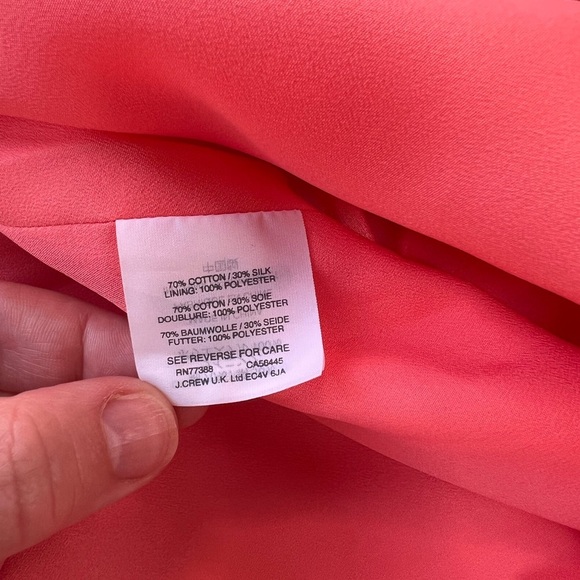 70% COTTON / 30% SILK
LINING: 100% POLYESTER
70% COTON / 30% SOIE
DOUBLURE: 100% POLYESTER
70% BAUMWOLLE / 30% SEIDE
FUTTER: 100% POLYESTER
SEE REVERSE FOR CARE
RN77388 CA56445
J.CREW U.K. Ltd EC4V 6JA